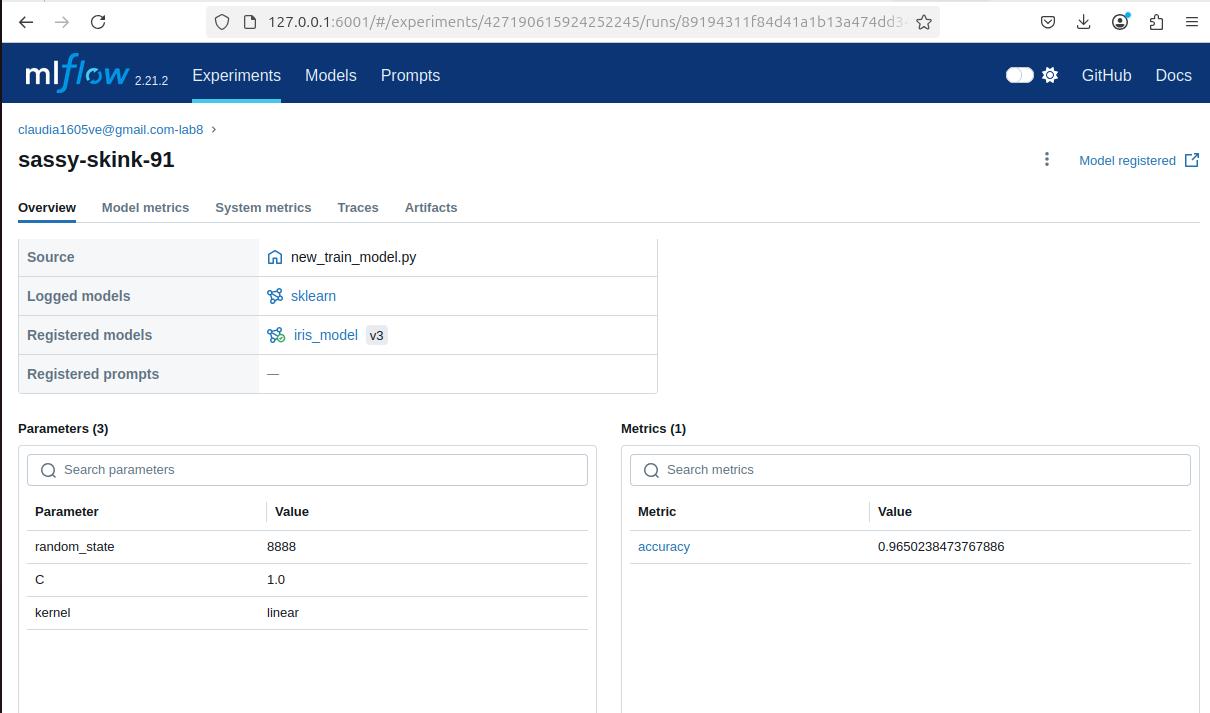 127.0.0.1:6001/#/experiments/427190615924252245/runs/89194311f84d41a1b13a474dd3
mlflow 2.21.2 Experiments Models Prompts GitHub Docs
claudia1605ve@gmail.com-lab8 ›
sassy-skink-91
Model registered
Overview Model metrics System metrics Traces Artifacts
Source new_train_model.py
Logged models sklearn
Registered models iris_model v3
Registered prompts —
Parameters (3)
Search parameters
Parameter Value
random_state 8888
C 1.0
kernel linear
Metrics (1)
Search metrics
Metric Value
accuracy 0.9650238473767886